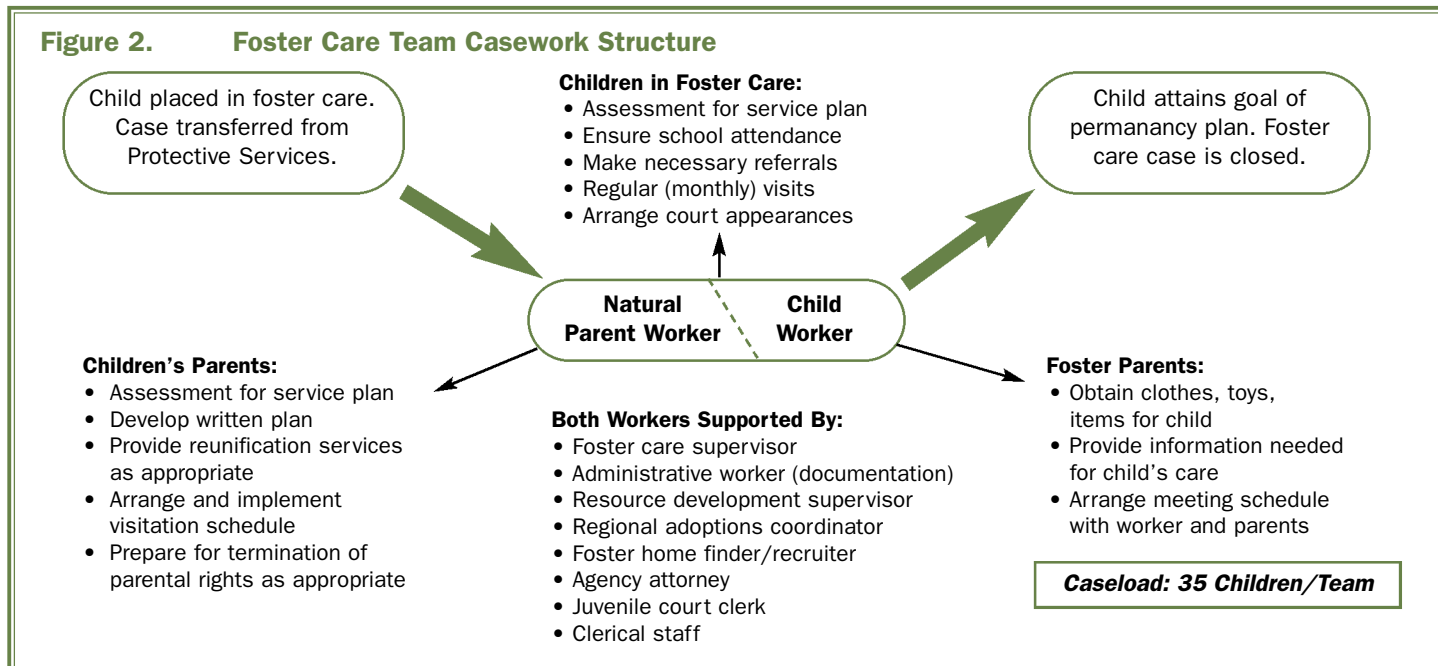 Figure 2. Foster Care Team Casework Structure
Child placed in foster care.
Case transferred from
Protective Services.
Children in Foster Care:
• Assessment for service plan
• Ensure school attendance
• Make necessary referrals
• Regular (monthly) visits
• Arrange court appearances
Child attains goal of
permanancy plan. Foster
care case is closed.
Natural
Parent Worker
Child
Worker
Children's Parents:
• Assessment for service plan
• Develop written plan
• Provide reunification services
as appropriate
• Arrange and implement
visitation schedule
• Prepare for termination of
parental rights as appropriate
Both Workers Supported By:
• Foster care supervisor
• Administrative worker (documentation)
• Resource development supervisor
• Regional adoptions coordinator
• Foster home finder/recruiter
• Agency attorney
• Juvenile court clerk
• Clerical staff
Foster Parents:
• Obtain clothes, toys,
items for child
• Provide information needed
for child's care
• Arrange meeting schedule
with worker and parents
Caseload: 35 Children/Team